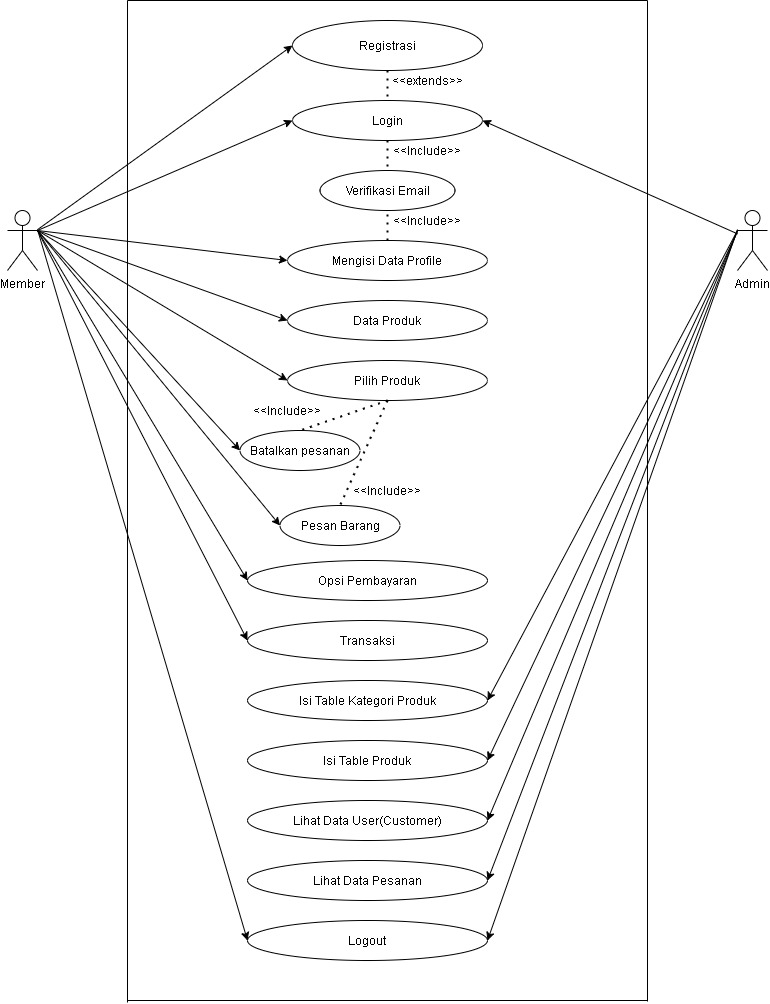 Registrasi
<<extends>>
Login
<<Include>>
Verifikasi Email
<<Include>>
Member
Mengisi Data Profile
Admin
Data Produk
Pilih Produk
<<Include>>
Batalkan pesanan
<<Include>>
Pesan Barang
Opsi Pembayaran
Transaksi
Isi Table Kategori Produk
Isi Table Produk
Lihat Data User(Customer)
Lihat Data Pesanan
Logout